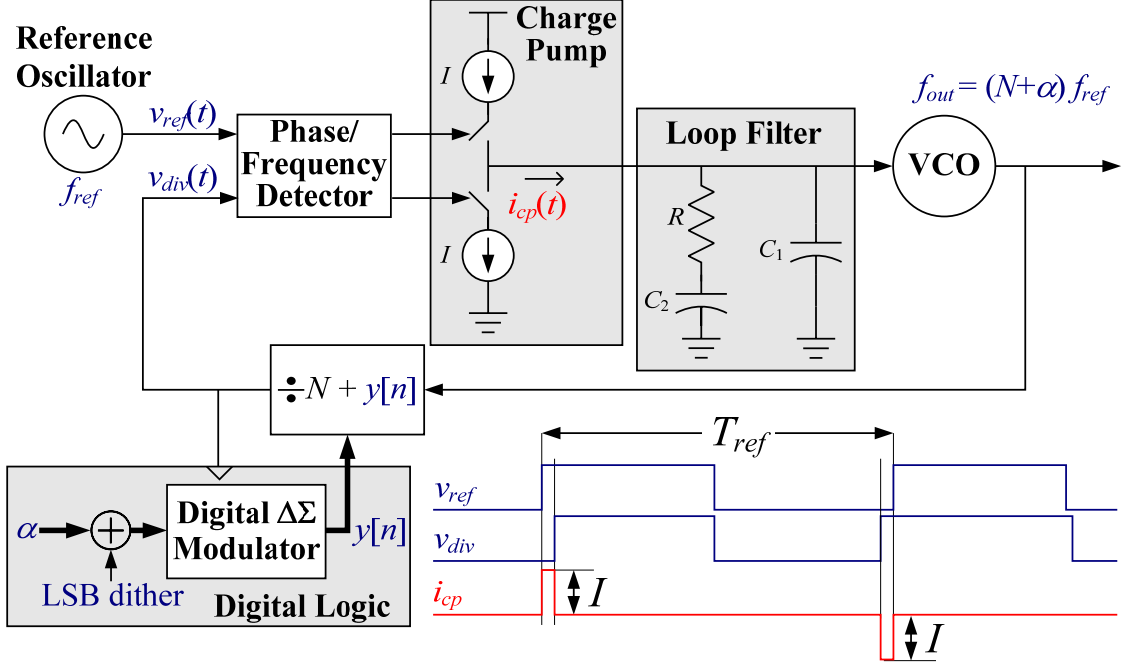 Reference
Oscillator
f_ref
v_ref(t)
v_div(t)
Phase/
Frequency
Detector
Charge
Pump
I
I
i_cp(t)
Loop Filter
R
C_2
C_1
f_out = (N+α) f_ref
VCO
÷ N + y[n]
α
+
LSB dither
Digital ΔΣ
Modulator
y[n]
Digital Logic
T_ref
v_ref
v_div
i_cp
I
I